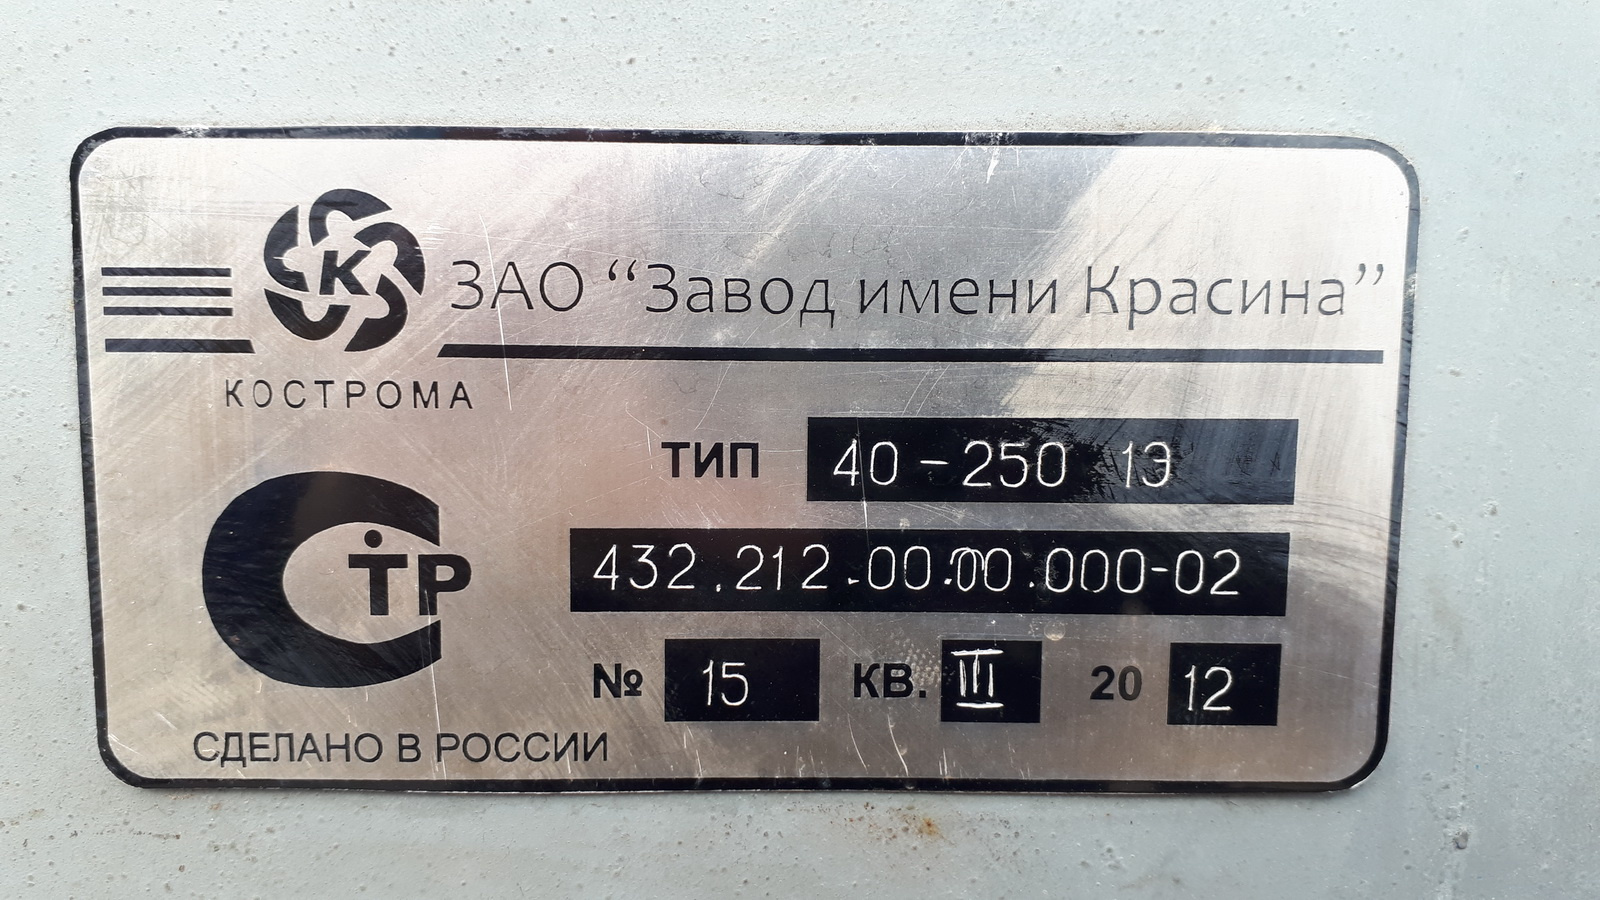 К ЗАО “Завод имени Красина”
КОСТРОМА
ТИП 40-250 1Э
432.212.00.00.000-02
СТР
№ 15 КВ. III 20 12
СДЕЛАНО В РОССИИ